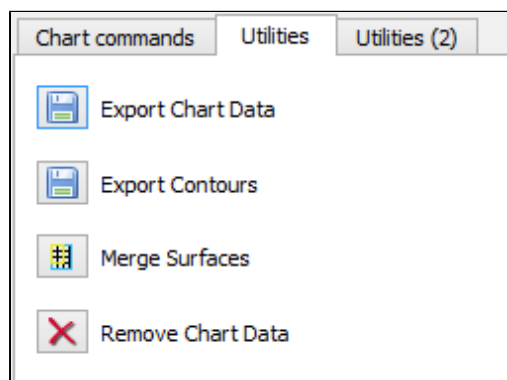 Chart commands Utilities Utilities (2)
Export Chart Data
Export Contours
Merge Surfaces
Remove Chart Data